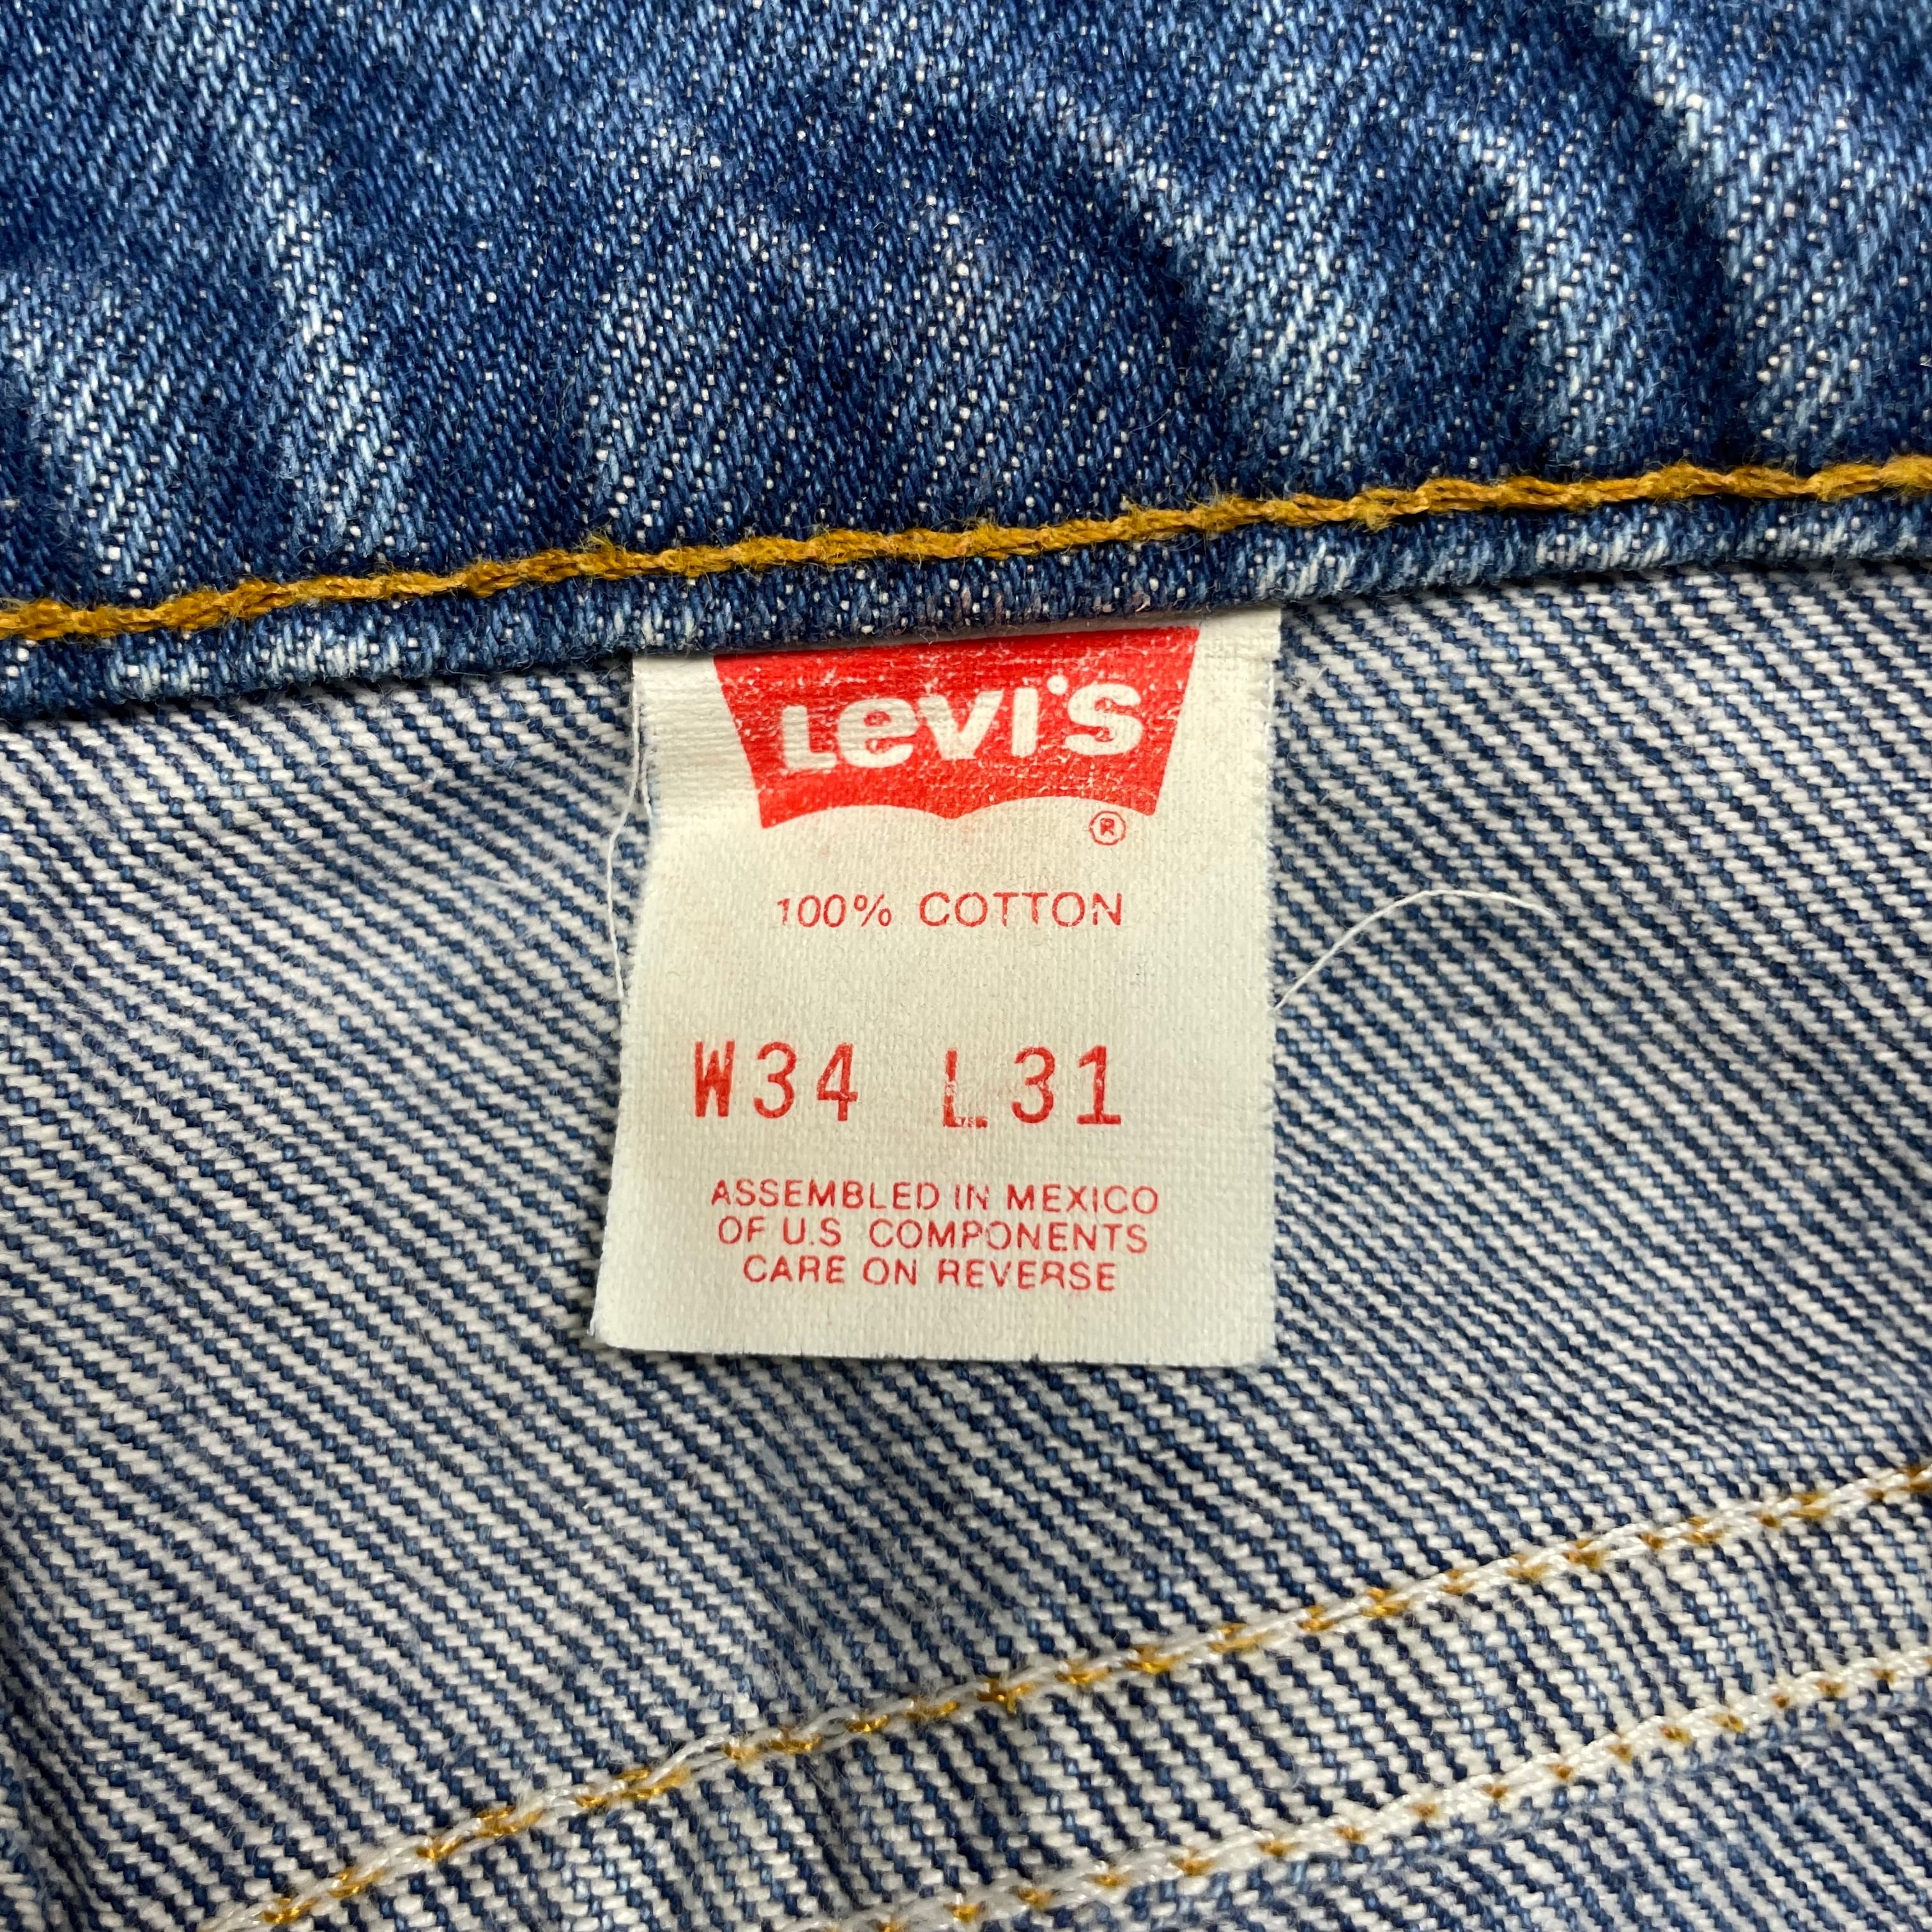 Levi's ®
100% COTTON
W34 L31
ASSEMBLED IN MEXICO
OF U.S COMPONENTS
CARE ON REVERSE